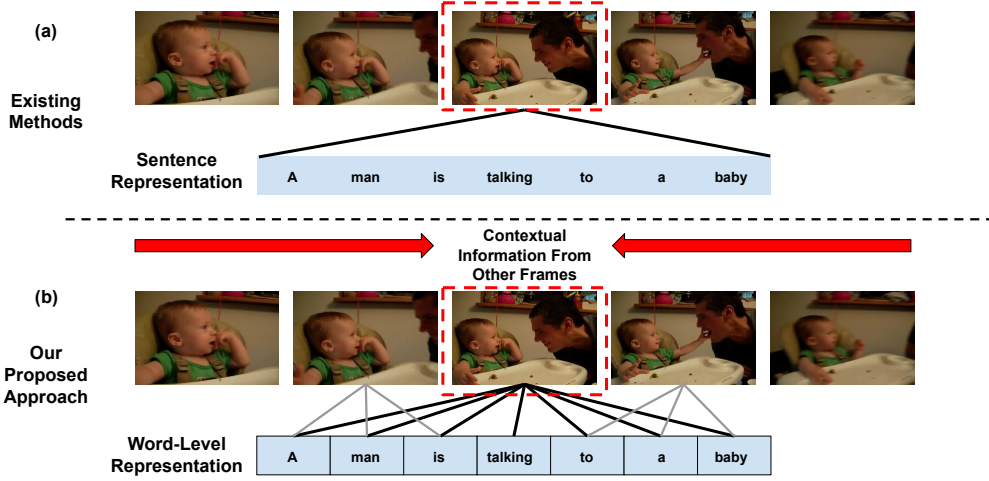 (a)
Existing
Methods
Sentence
Representation
A man is talking to a baby
Contextual
Information From
Other Frames
(b)
Our
Proposed
Approach
Word-Level
Representation
A man is talking to a baby